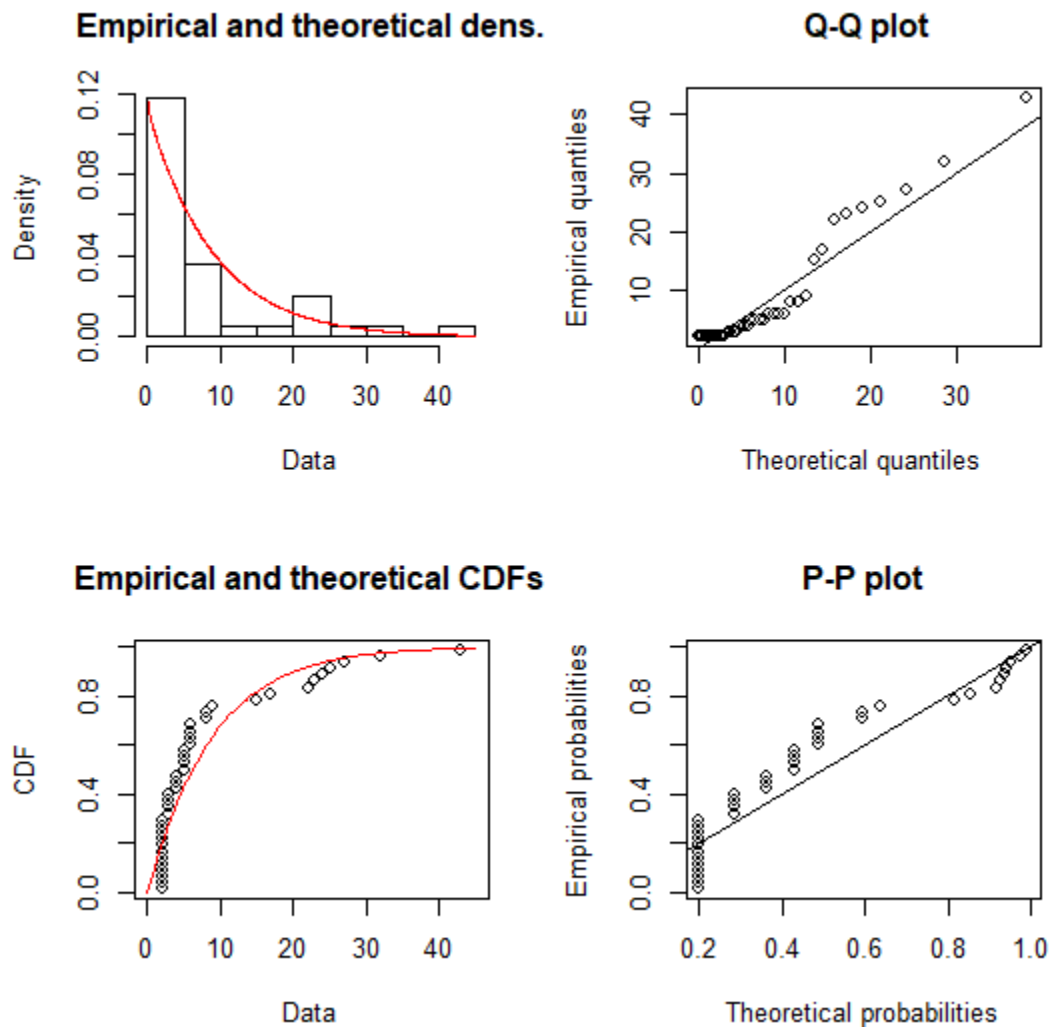 Empirical and theoretical dens.
Density
0.00 0.04 0.08 0.12
0 10 20 30 40
Data
Q-Q plot
Empirical quantiles
10 20 30 40
0 10 20 30
Theoretical quantiles
Empirical and theoretical CDFs
CDF
0.0 0.4 0.8
0 10 20 30 40
Data
P-P plot
Empirical probabilities
0.0 0.4 0.8
0.2 0.4 0.6 0.8 1.0
Theoretical probabilities